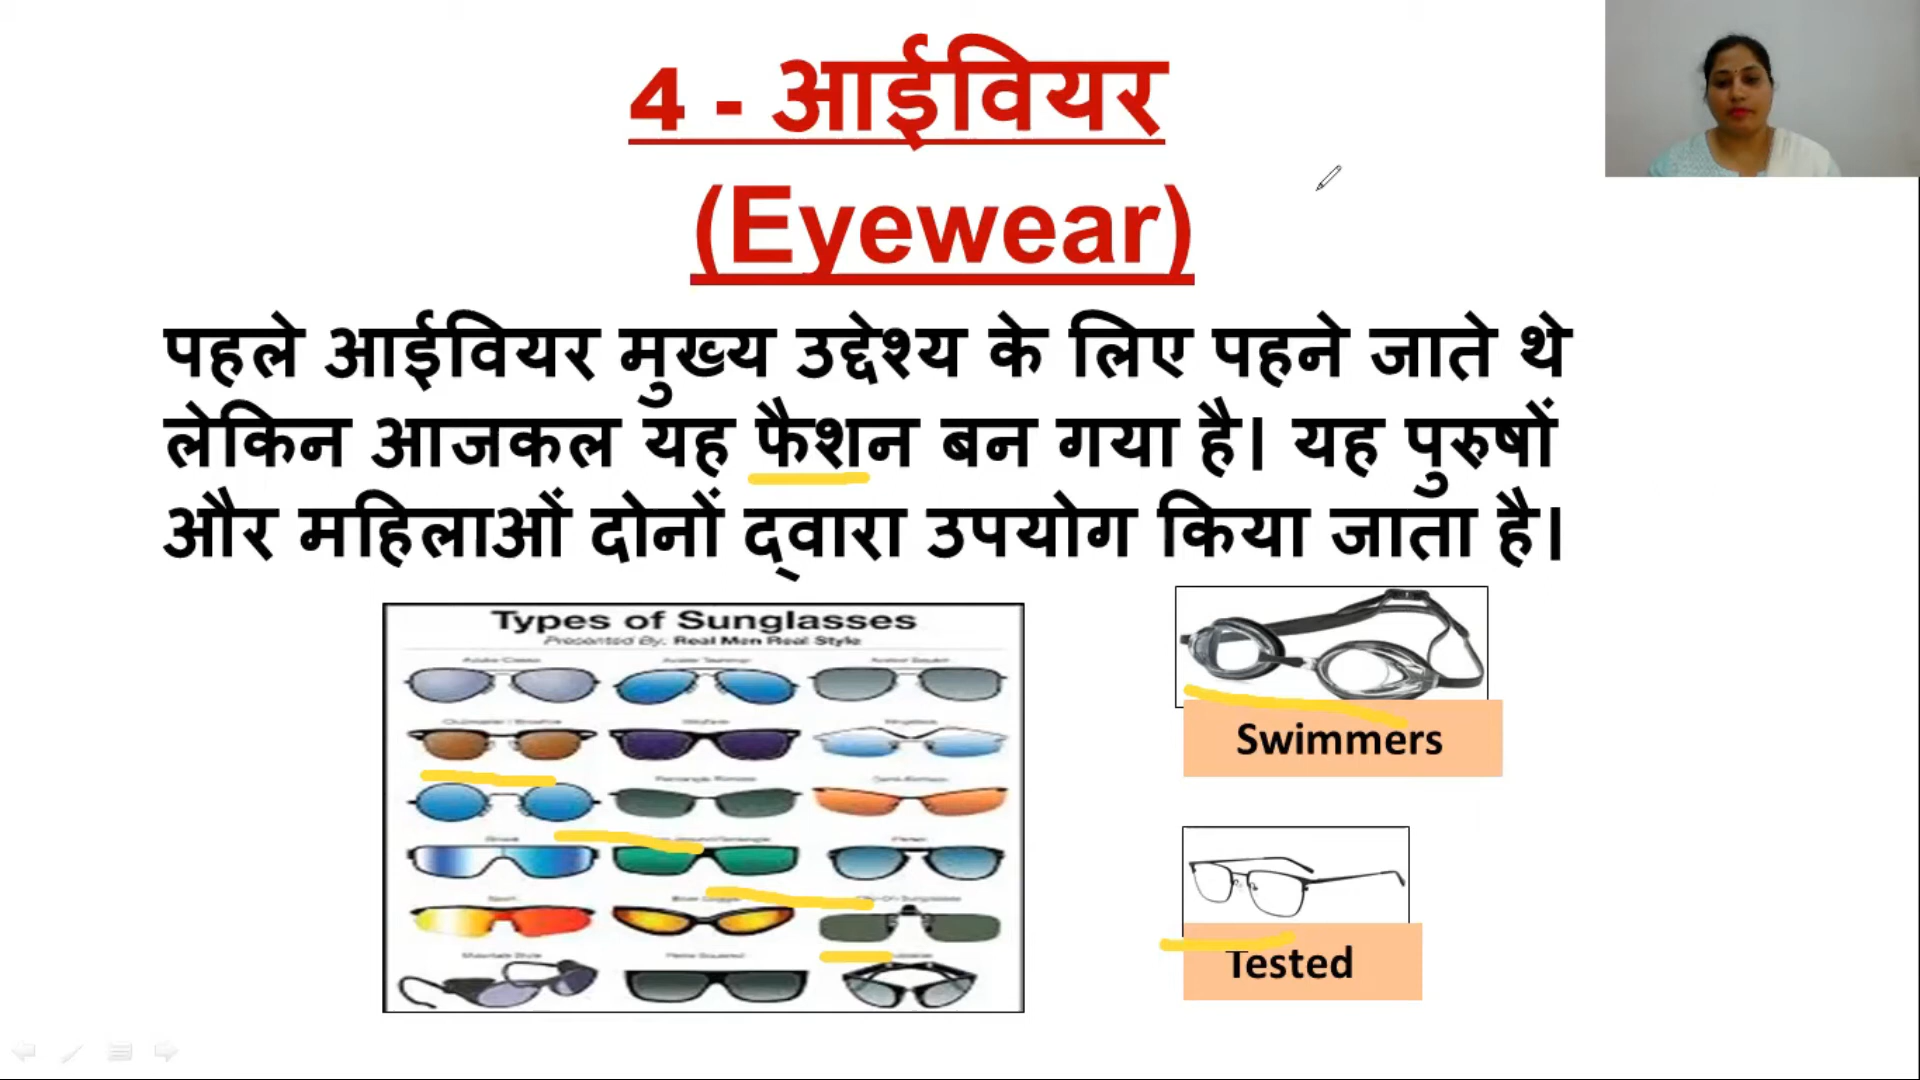 4 - आईवियर
(Eyewear)
पहले आईवियर मुख्य उद्देश्य के लिए पहने जाते थे
लेकिन आजकल यह फैशन बन गया है। यह पुरुषों
और महिलाओं दोनों द्वारा उपयोग किया जाता है।
Types of Sunglasses
Presented By: Real Men Real Style
Swimmers
Tested